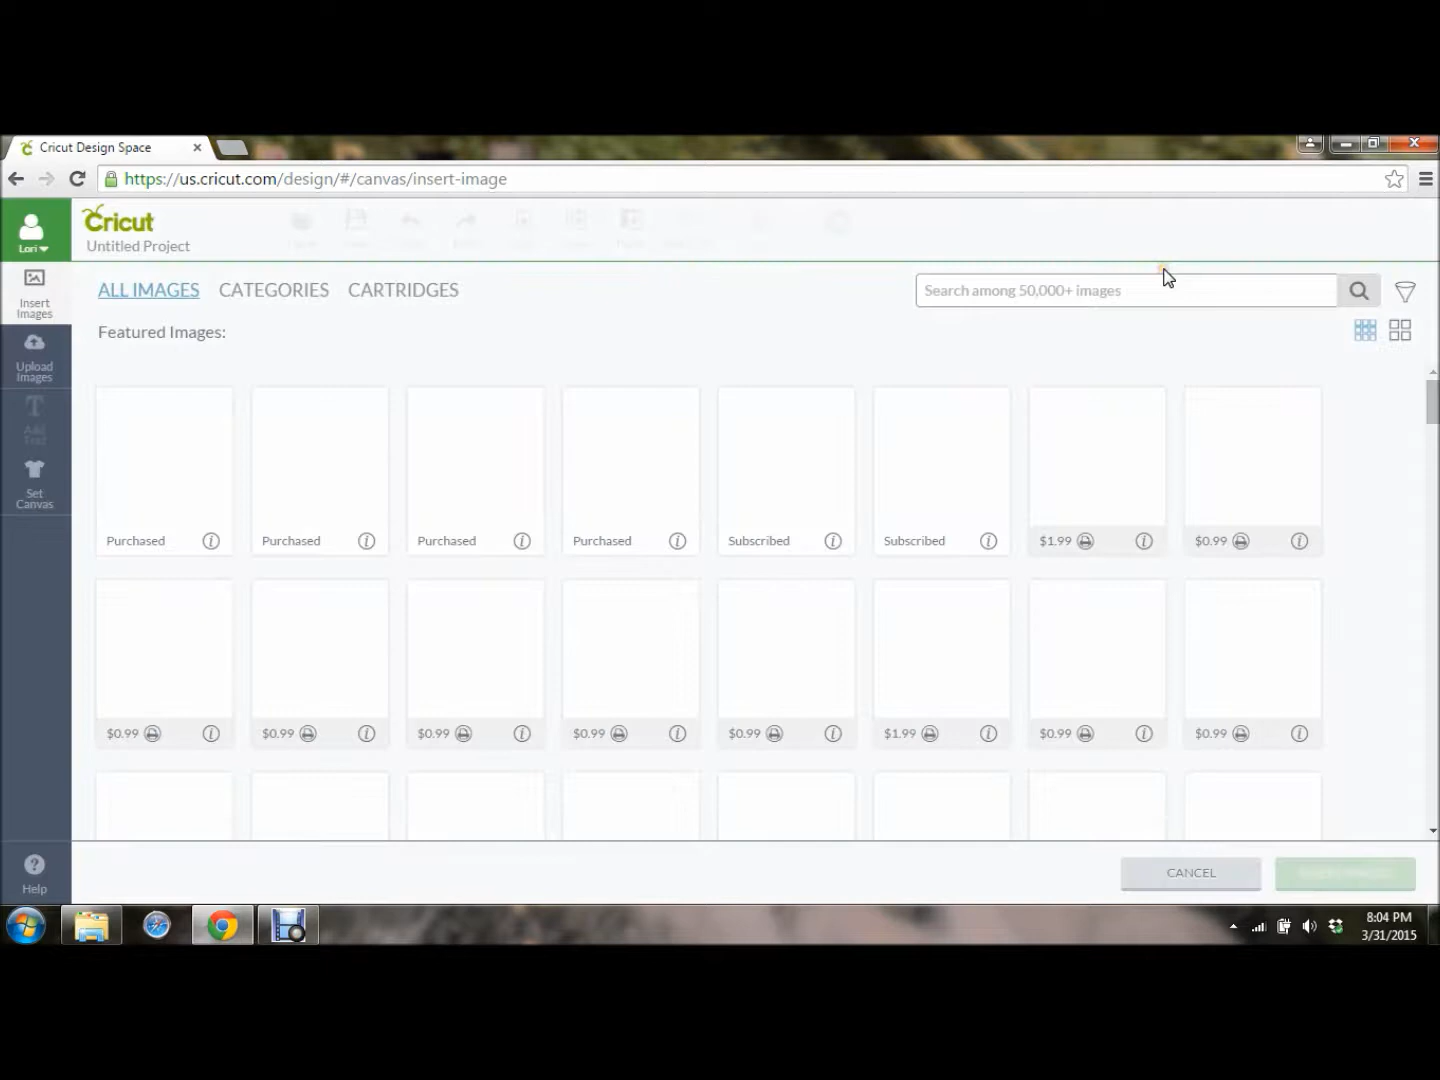 Cricut Design Space
https://us.cricut.com/design/#/canvas/insert-image
Lori
Cricut
Untitled Project
Insert
Images
Upload
Images
Add
Text
Set
Canvas
Help
ALL IMAGES CATEGORIES CARTRIDGES
Search among 50,000+ images
Featured Images:
Purchased Purchased Purchased Purchased Subscribed Subscribed $1.99 $0.99
$0.99 $0.99 $0.99 $0.99 $0.99 $1.99 $0.99 $0.99
CANCEL
8:04 PM
3/31/2015